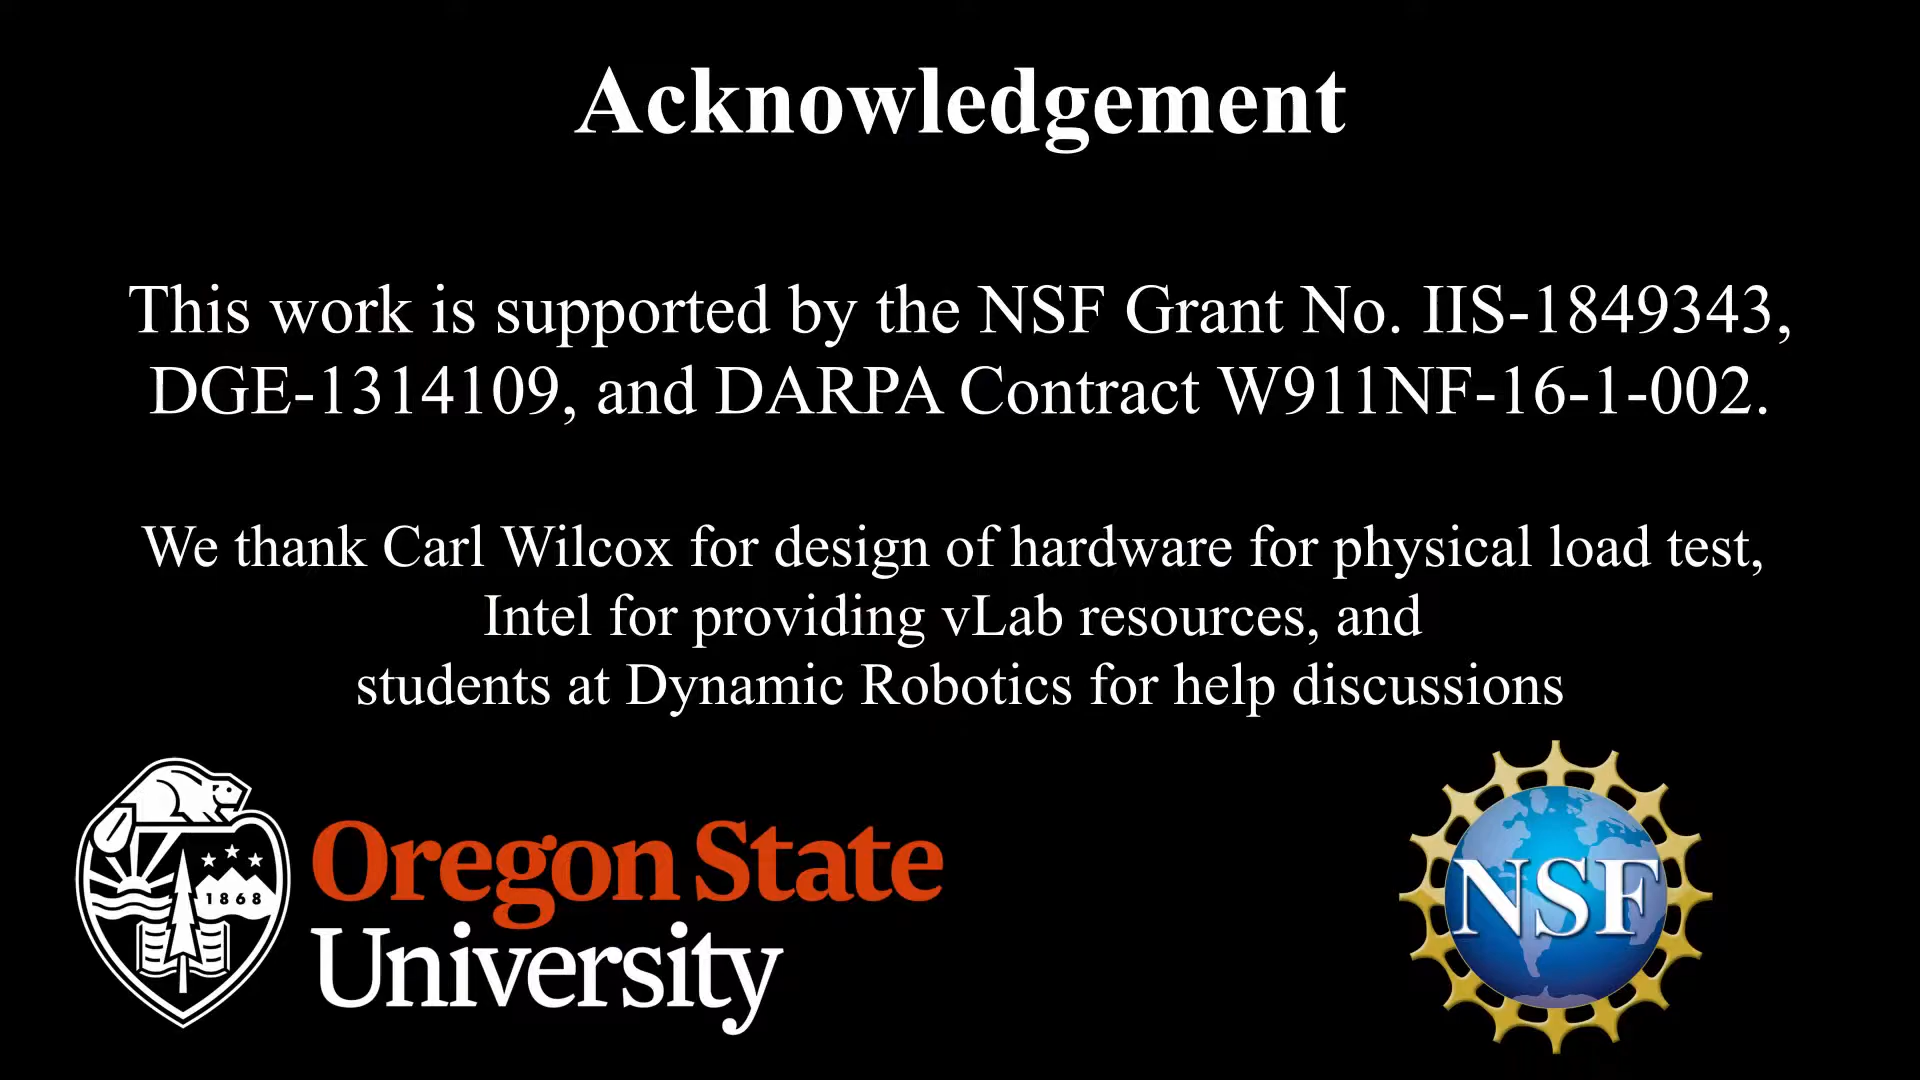 Acknowledgement
This work is supported by the NSF Grant No. IIS-1849343,
DGE-1314109, and DARPA Contract W911NF-16-1-002.
We thank Carl Wilcox for design of hardware for physical load test,
Intel for providing vLab resources, and
students at Dynamic Robotics for help discussions
1868
Oregon State
University
NSF